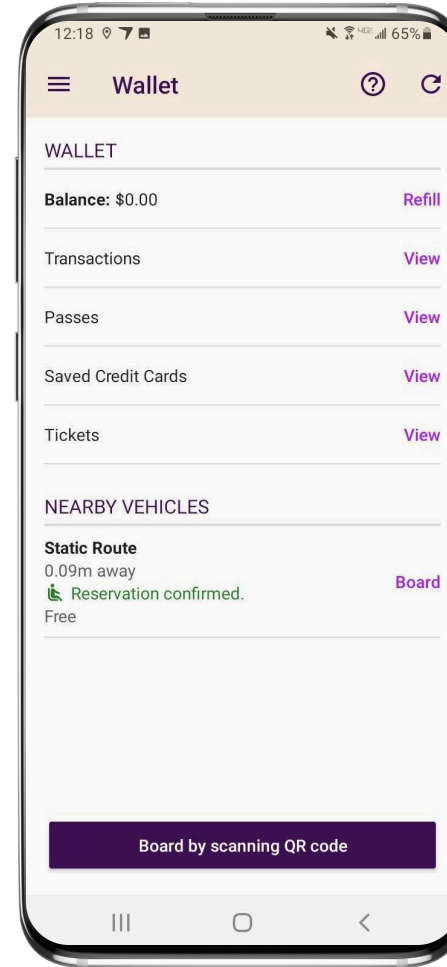 12:18 65%
Wallet
WALLET
Balance: $0.00 Refill
Transactions View
Passes View
Saved Credit Cards View
Tickets View
NEARBY VEHICLES
Static Route
0.09m away
Reservation confirmed.
Free
Board
Board by scanning QR code